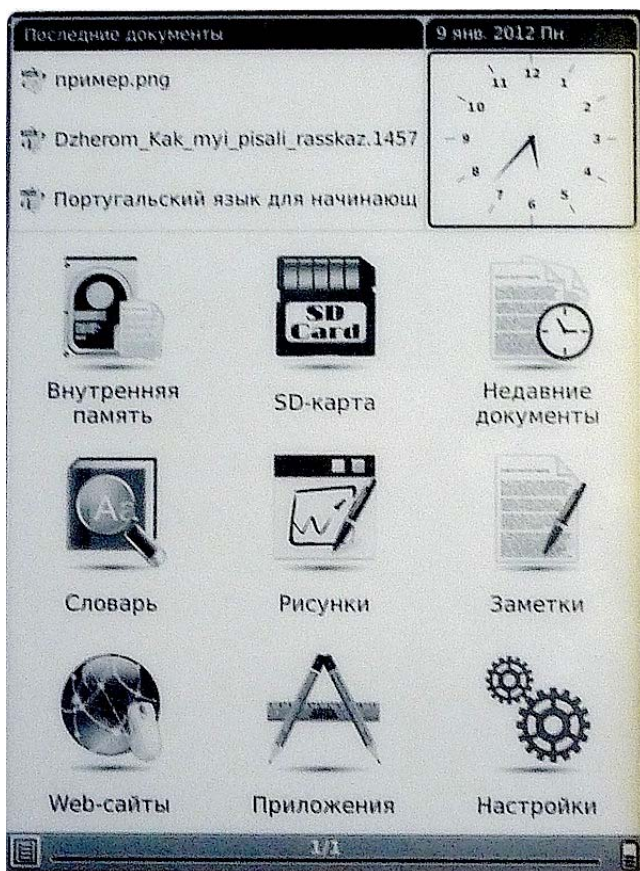 Последние документы
9 янв. 2012 Пн
пример.png
Dzherom_Kak_myi_pisali_rasskaz.1457
Португальский язык для начинающ
11 12 1
10 2
9 3
8 4
7 6 5
SD
Card
Внутренняя
память
SD-карта
Недавние
документы
Aa
Словарь
Рисунки
Заметки
Web-сайты
Приложения
Настройки
1/1